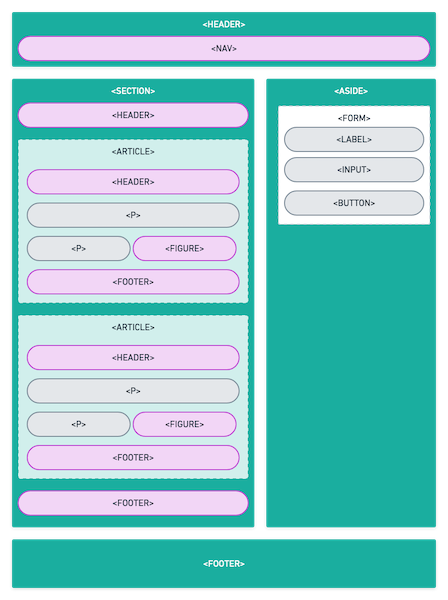 <HEADER>
<NAV>
<SECTION>
<HEADER>
<ARTICLE>
<HEADER>
<P>
<P> <FIGURE>
<FOOTER>
<ARTICLE>
<HEADER>
<P>
<P> <FIGURE>
<FOOTER>
<FOOTER>
<ASIDE>
<FORM>
<LABEL>
<INPUT>
<BUTTON>
<FOOTER>